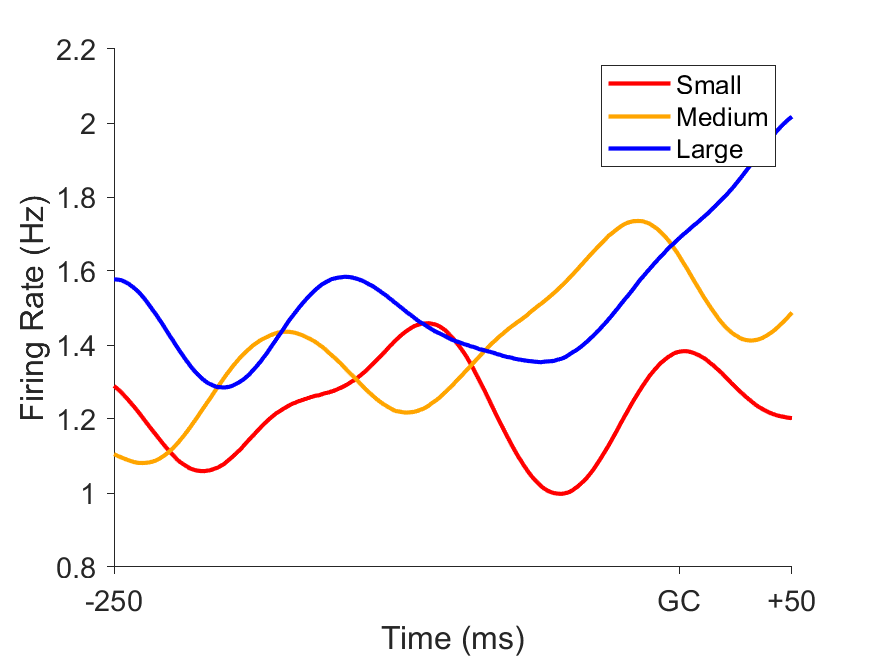 2.2
2
1.8
1.6
1.4
1.2
1
0.8
Firing Rate (Hz)
Small
Medium
Large
-250
GC
+50
Time (ms)